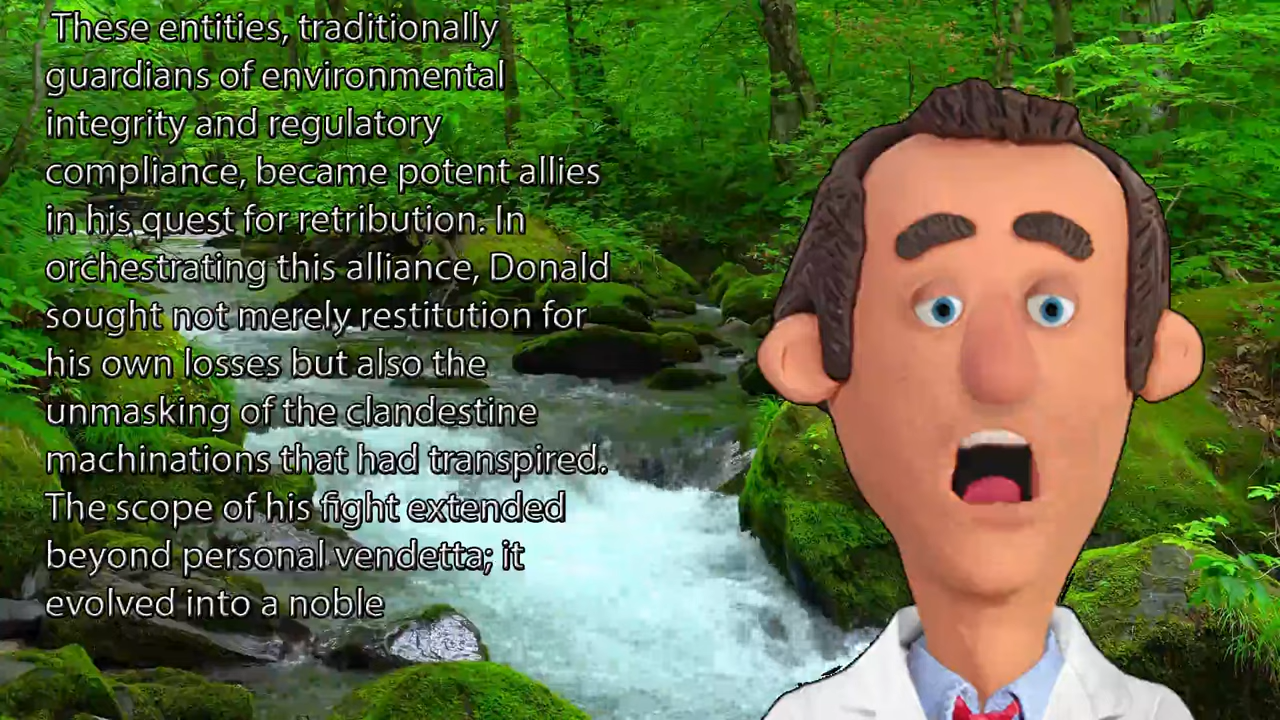 These entities, traditionally
guardians of environmental
integrity and regulatory
compliance, became potent allies
in his quest for retribution. In
orchestrating this alliance, Donald
sought not merely restitution for
his own losses but also the
unmasking of the clandestine
machinations that had transpired.
The scope of his fight extended
beyond personal vendetta; it
evolved into a noble